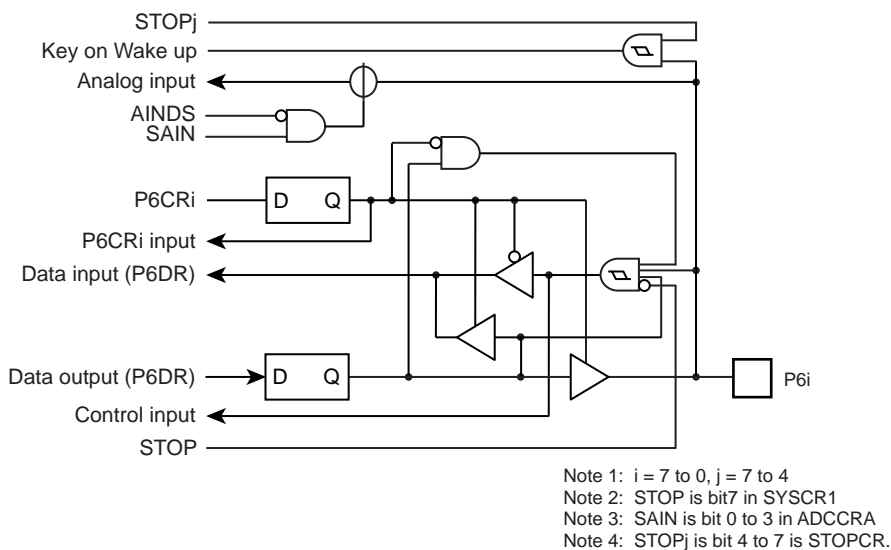 STOPj
Key on Wake up
Analog input
AINDS
SAIN
P6CRi
D Q
P6CRi input
Data input (P6DR)
Data output (P6DR)
D Q
P6i
Control input
STOP
Note 1: i = 7 to 0, j = 7 to 4
Note 2: STOP is bit7 in SYSCR1
Note 3: SAIN is bit 0 to 3 in ADCCRA
Note 4: STOPj is bit 4 to 7 is STOPCR.